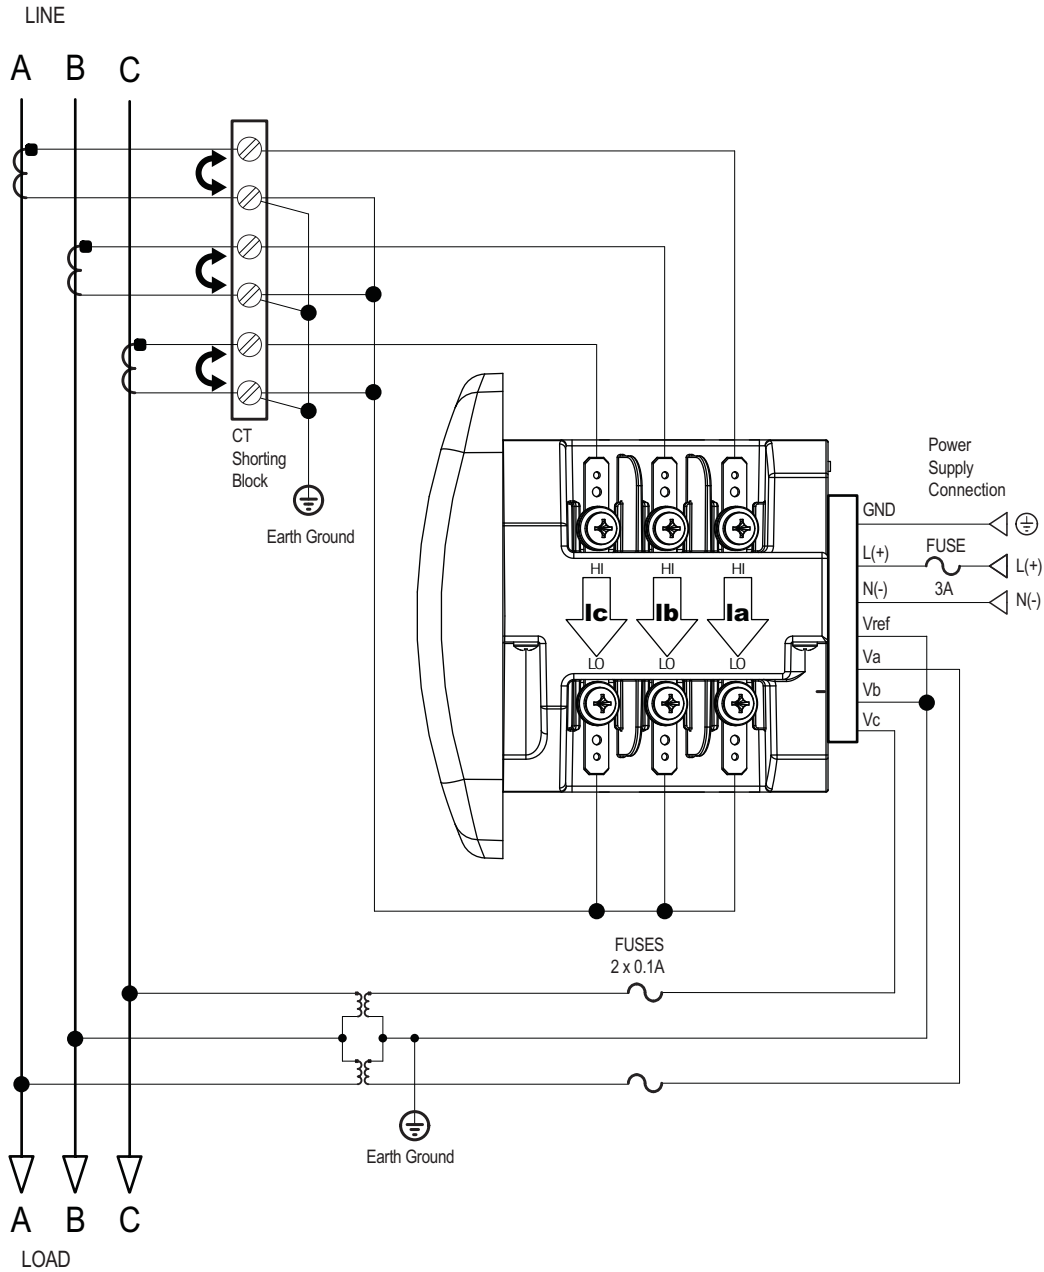 LINE
A B C
CT
Shorting
Block
Earth Ground
Power
Supply
Connection
GND
L(+)
FUSE
L(+)
N(-)
3A
N(-)
Vref
Va
Vb
Vc
HI HI HI
Ic Ib Ia
LO LO LO
FUSES
2 x 0.1A
Earth Ground
A B C
LOAD